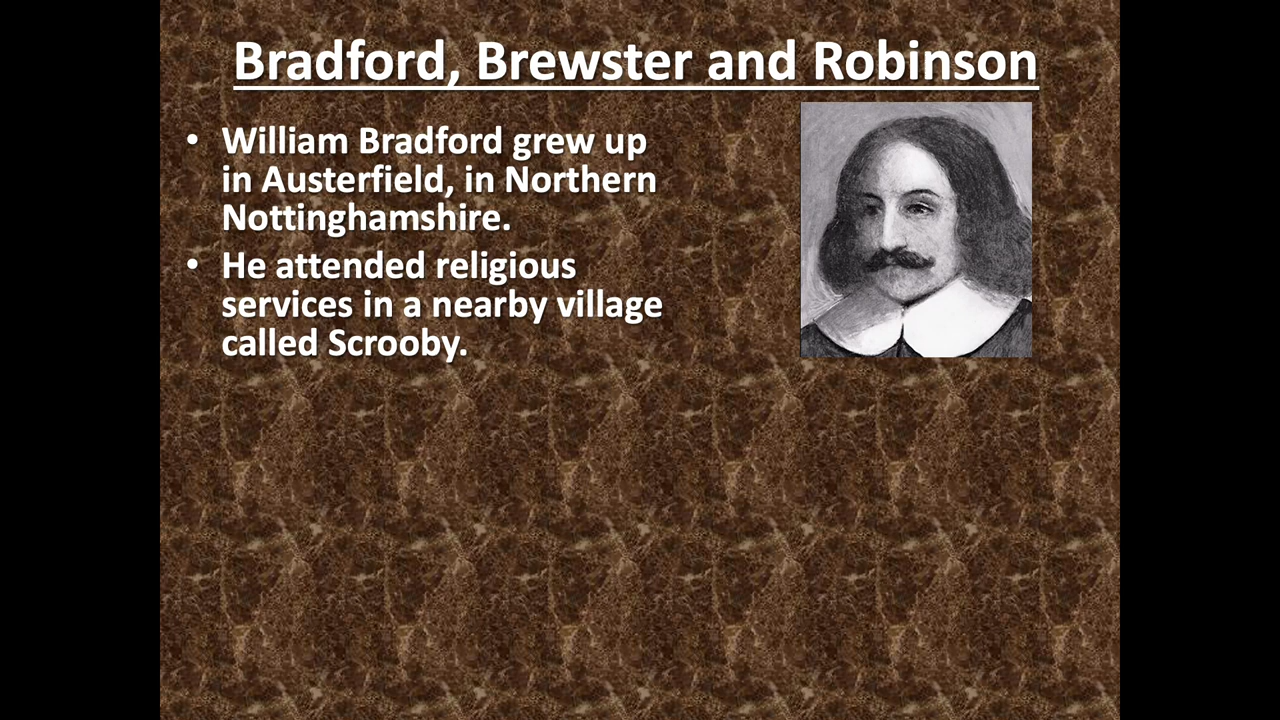 Bradford, Brewster and Robinson
• William Bradford grew up
in Austerfield, in Northern
Nottinghamshire.
• He attended religious
services in a nearby village
called Scrooby.